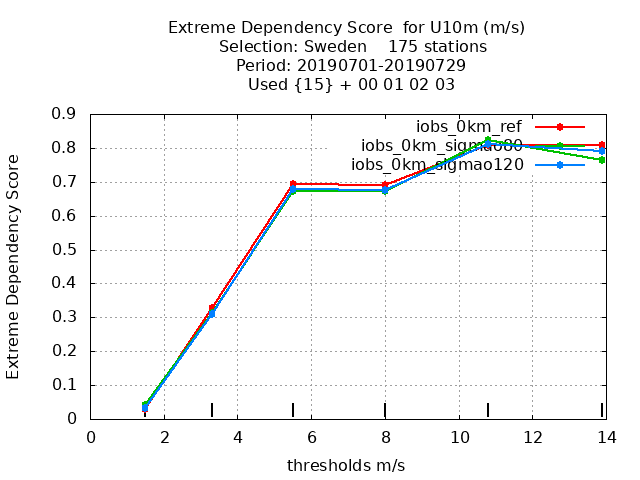 Extreme Dependency Score  for U10m (m/s)
Selection: Sweden    175 stations
Period: 20190701-20190729
Used {15} + 00 01 02 03
iobs_0km_ref
iobs_0km_sigmao80
iobs_0km_sigmao120
Extreme Dependency Score
0.9
0.8
0.7
0.6
0.5
0.4
0.3
0.2
0.1
0
0 2 4 6 8 10 12 14
thresholds m/s